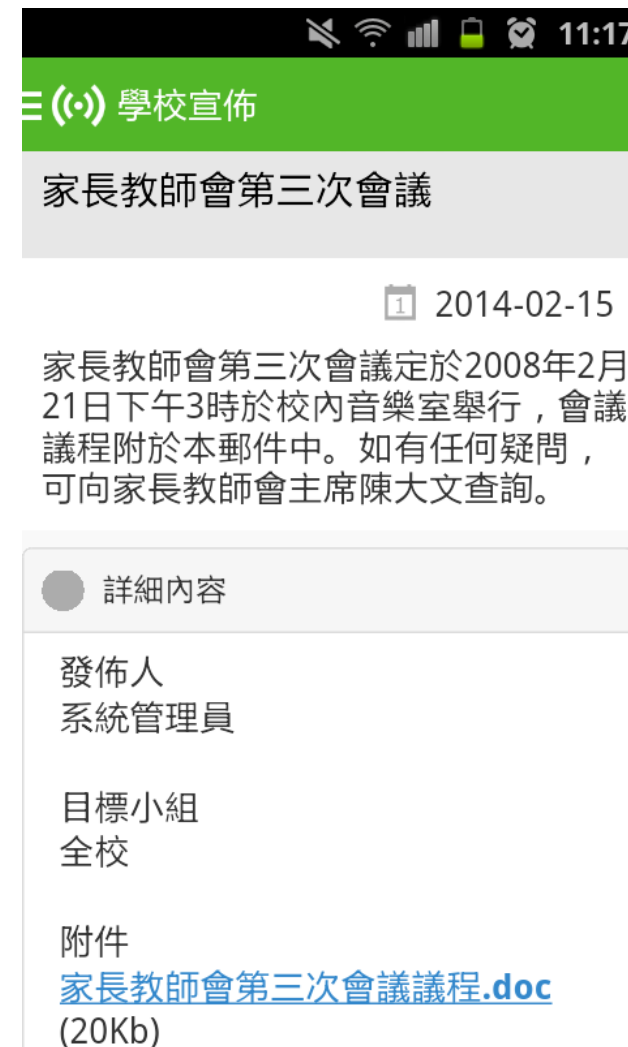 11:17
學校宣佈
家長教師會第三次會議
1 2014-02-15
家長教師會第三次會議定於2008年2月
21日下午3時於校內音樂室舉行，會議
議程附於本郵件中。如有任何疑問，
可向家長教師會主席陳大文查詢。
詳細內容
發佈人
系統管理員
目標小組
全校
附件
家長教師會第三次會議議程.doc
(20Kb)